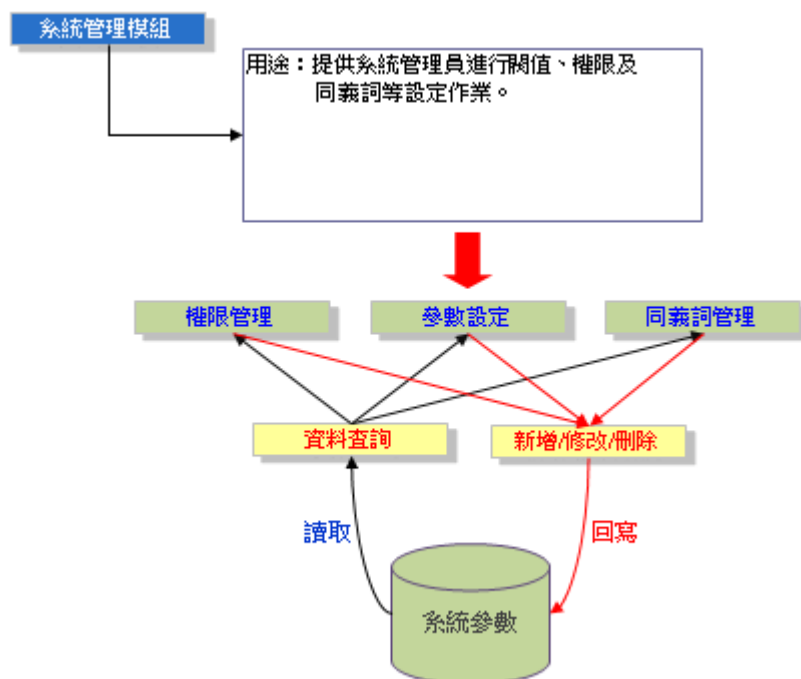 系統管理模組
用途：提供系統管理員進行閥值、權限及
同義詞等設定作業。
權限管理
參數設定
同義詞管理
資料查詢
新增/修改/刪除
讀取
回寫
系統參數